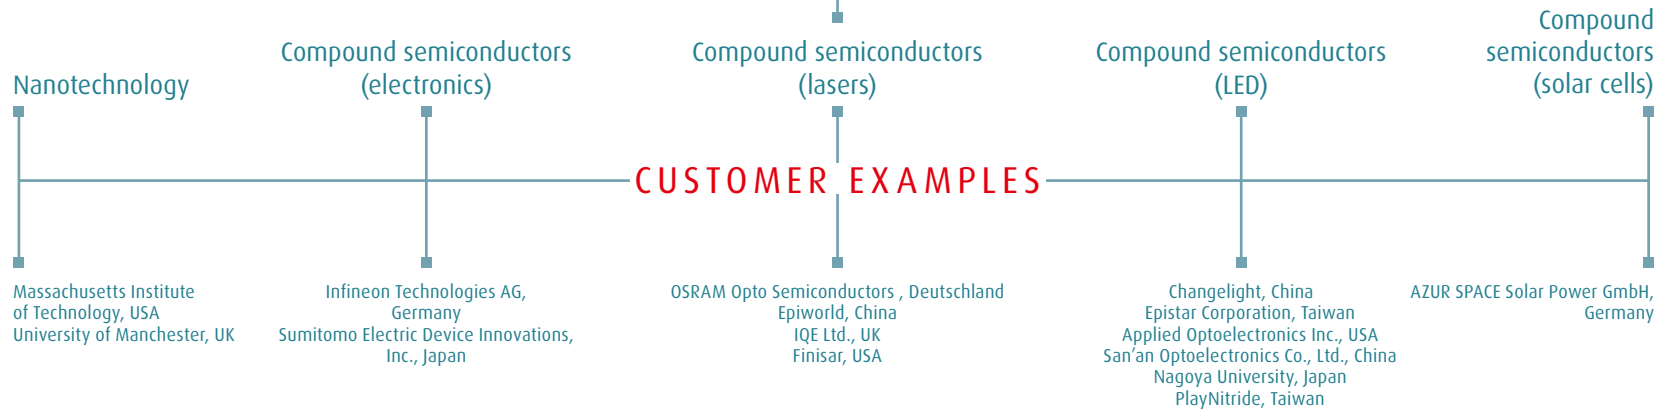 Nanotechnology
Compound semiconductors
(electronics)
Compound semiconductors
(lasers)
Compound semiconductors
(LED)
Compound
semiconductors
(solar cells)
CUSTOMER EXAMPLES
Massachusetts Institute
of Technology, USA
University of Manchester, UK
Infineon Technologies AG,
Germany
Sumitomo Electric Device Innovations,
Inc., Japan
OSRAM Opto Semiconductors , Deutschland
Epiworld, China
IQE Ltd., UK
Finisar, USA
Changelight, China
Epistar Corporation, Taiwan
Applied Optoelectronics Inc., USA
San’an Optoelectronics Co., Ltd., China
Nagoya University, Japan
PlayNitride, Taiwan
AZUR SPACE Solar Power GmbH,
Germany